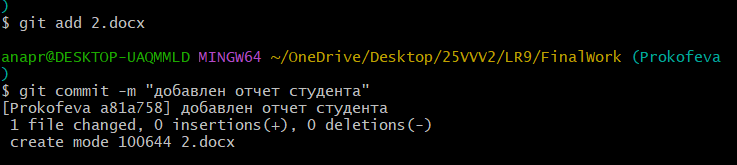 )
$ git add 2.docx
anapr@DESKTOP-UAQMMLD MINGW64 ~/OneDrive/Desktop/25VVV2/LR9/FinalWork (Prokofeva
)
$ git commit -m "добавлен отчет студента"
[Prokofeva a81a758] добавлен отчет студента
 1 file changed, 0 insertions(+), 0 deletions(-)
 create mode 100644 2.docx